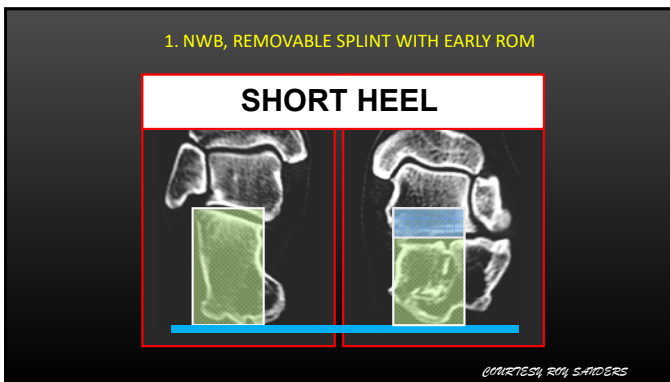 1. NWB, REMOVABLE SPLINT WITH EARLY ROM
SHORT HEEL
COURTESY ROY SANDERS